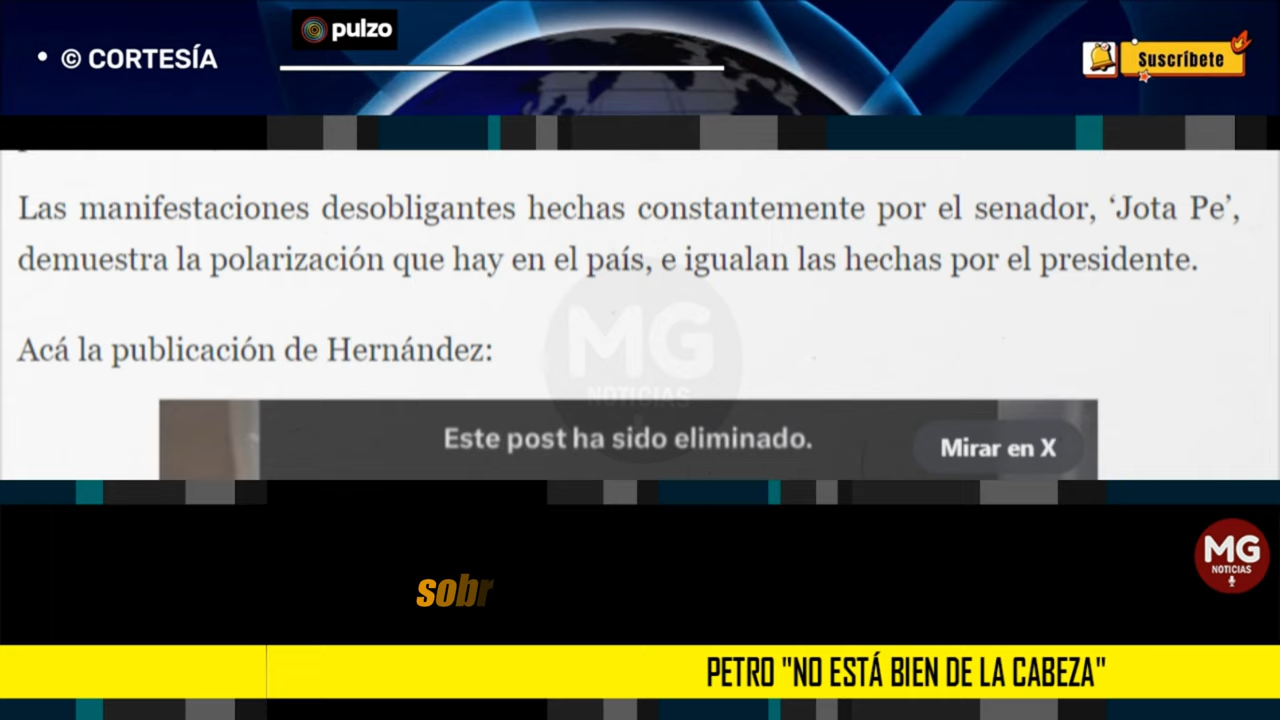 pulzo
• © CORTESÍA
Suscríbete
Las manifestaciones desobligantes hechas constantemente por el senador, ‘Jota Pe’,
demuestra la polarización que hay en el país, e igualan las hechas por el presidente.
Acá la publicación de Hernández:
MG
NOTICIAS
Este post ha sido eliminado.
Mirar en X
MG
NOTICIAS
sobr
PETRO "NO ESTÁ BIEN DE LA CABEZA"